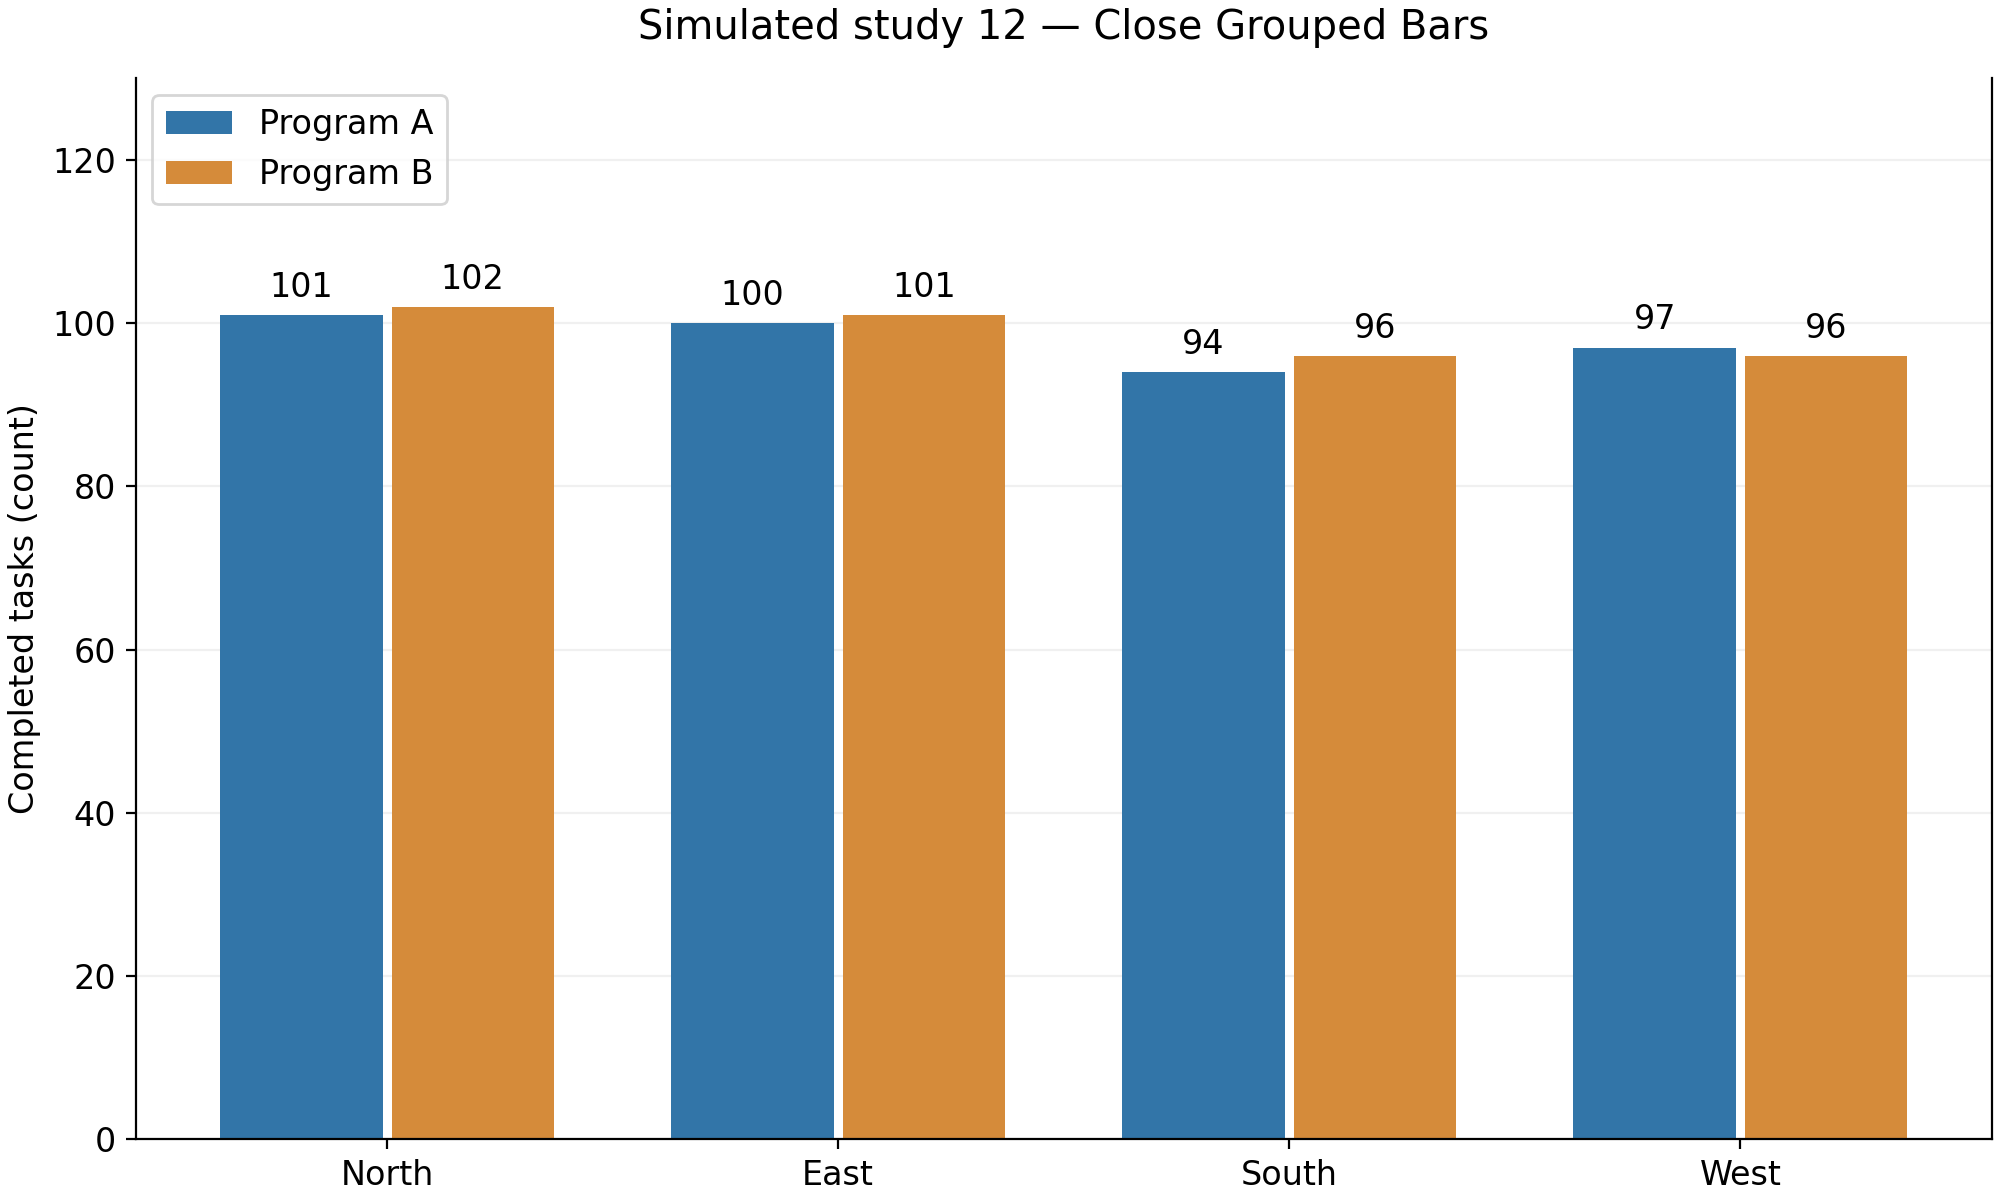 Simulated study 12 — Close Grouped Bars
Program A
Program B
Completed tasks (count)
120
100
80
60
40
20
0
101
102
100
101
94
96
97
96
North
East
South
West